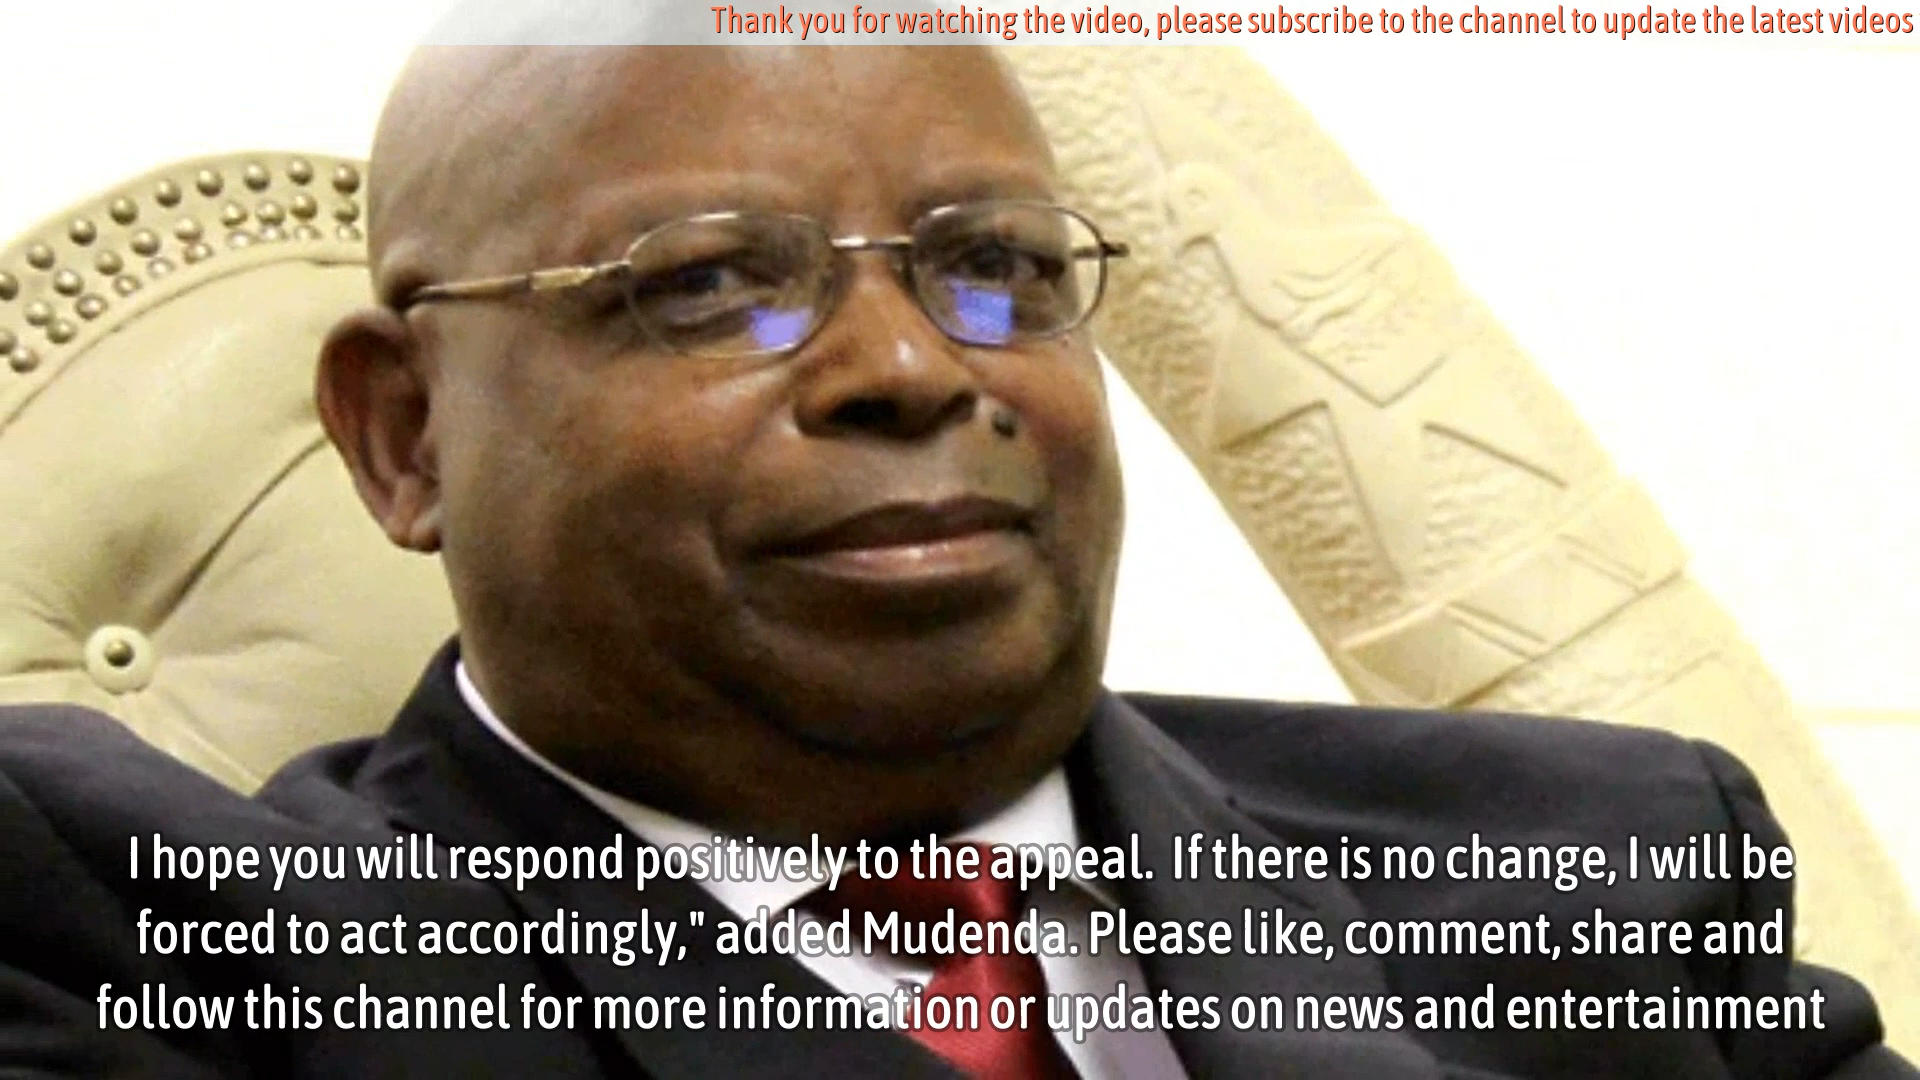 Thank you for watching the video, please subscribe to the channel to update the latest videos
I hope you will respond positively to the appeal.  If there is no change, I will be
forced to act accordingly," added Mudenda. Please like, comment, share and
follow this channel for more information or updates on news and entertainment